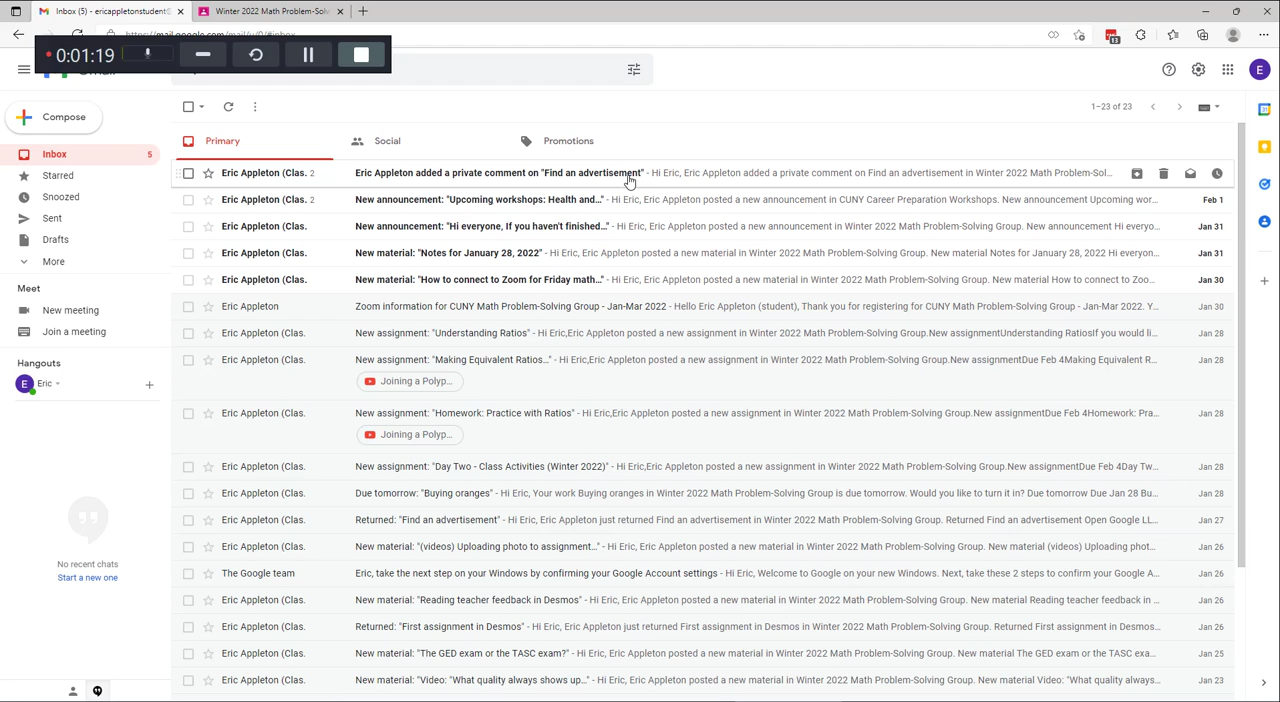 Inbox (5) - ericappletonstudent@
Winter 2022 Math Problem-Solv
0:01:19
13
E
Compose
1–23 of 23
Primary
Social
Promotions
Inbox 5
Starred
Snoozed
Sent
Drafts
More
Meet
New meeting
Join a meeting
Hangouts
E Eric
No recent chats
Start a new one
Eric Appleton (Clas. 2 Eric Appleton added a private comment on "Find an advertisement" - Hi Eric, Eric Appleton added a private comment on Find an advertisement in Winter 2022 Math Problem-Sol...
Eric Appleton (Clas. 2 New announcement: "Upcoming workshops: Health and..." - Hi Eric, Eric Appleton posted a new announcement in CUNY Career Preparation Workshops. New announcement Upcoming wor... Feb 1
Eric Appleton (Clas. New announcement: "Hi everyone, If you haven't finished..." - Hi Eric, Eric Appleton posted a new announcement in Winter 2022 Math Problem-Solving Group. New announcement Hi everyo... Jan 31
Eric Appleton (Clas. New material: "Notes for January 28, 2022" - Hi Eric, Eric Appleton posted a new material in Winter 2022 Math Problem-Solving Group. New material Notes for January 28, 2022 Hi everyon... Jan 31
Eric Appleton (Clas. New material: "How to connect to Zoom for Friday math..." - Hi Eric, Eric Appleton posted a new material in Winter 2022 Math Problem-Solving Group. New material How to connect to Zoo... Jan 30
Eric Appleton Zoom information for CUNY Math Problem-Solving Group - Jan-Mar 2022 - Hello Eric Appleton (student), Thank you for registering for CUNY Math Problem-Solving Group - Jan-Mar 2022. Y... Jan 30
Eric Appleton (Clas. New assignment: "Understanding Ratios" - Hi Eric,Eric Appleton posted a new assignment in Winter 2022 Math Problem-Solving Group.New assignmentUnderstanding RatiosIf you would li... Jan 28
Eric Appleton (Clas. New assignment: "Making Equivalent Ratios..." - Hi Eric,Eric Appleton posted a new assignment in Winter 2022 Math Problem-Solving Group.New assignmentDue Feb 4Making Equivalent R... Jan 28
Joining a Polyp...
Eric Appleton (Clas. New assignment: "Homework: Practice with Ratios" - Hi Eric,Eric Appleton posted a new assignment in Winter 2022 Math Problem-Solving Group.New assignmentDue Feb 4Homework: Pra... Jan 28
Joining a Polyp...
Eric Appleton (Clas. New assignment: "Day Two - Class Activities (Winter 2022)" - Hi Eric,Eric Appleton posted a new assignment in Winter 2022 Math Problem-Solving Group.New assignmentDue Feb 4Day Tw... Jan 28
Eric Appleton (Clas. Due tomorrow: "Buying oranges" - Hi Eric, Your work Buying oranges in Winter 2022 Math Problem-Solving Group is due tomorrow. Would you like to turn it in? Due tomorrow Due Jan 28 Bu... Jan 28
Eric Appleton (Clas. Returned: "Find an advertisement" - Hi Eric, Eric Appleton just returned Find an advertisement in Winter 2022 Math Problem-Solving Group. Returned Find an advertisement Open Google LL... Jan 27
Eric Appleton (Clas. New material: "(videos) Uploading photo to assignment..." - Hi Eric, Eric Appleton posted a new material in Winter 2022 Math Problem-Solving Group. New material (videos) Uploading phot... Jan 26
The Google team Eric, take the next step on your Windows by confirming your Google Account settings - Hi Eric, Welcome to Google on your new Windows. Next, take these 2 steps to confirm your Google A... Jan 26
Eric Appleton (Clas. New material: "Reading teacher feedback in Desmos" - Hi Eric, Eric Appleton posted a new material in Winter 2022 Math Problem-Solving Group. New material Reading teacher feedback in ... Jan 26
Eric Appleton (Clas. Returned: "First assignment in Desmos" - Hi Eric, Eric Appleton just returned First assignment in Desmos in Winter 2022 Math Problem-Solving Group. Returned First assignment in Desmos... Jan 26
Eric Appleton (Clas. New material: "The GED exam or the TASC exam?" - Hi Eric, Eric Appleton posted a new material in Winter 2022 Math Problem-Solving Group. New material The GED exam or the TASC exam? Hi... Jan 25
Eric Appleton (Clas. New material: "Video: "What quality always shows up..." - Hi Eric, Eric Appleton posted a new material in Winter 2022 Math Problem-Solving Group. New material Video: "What quality always... Jan 23